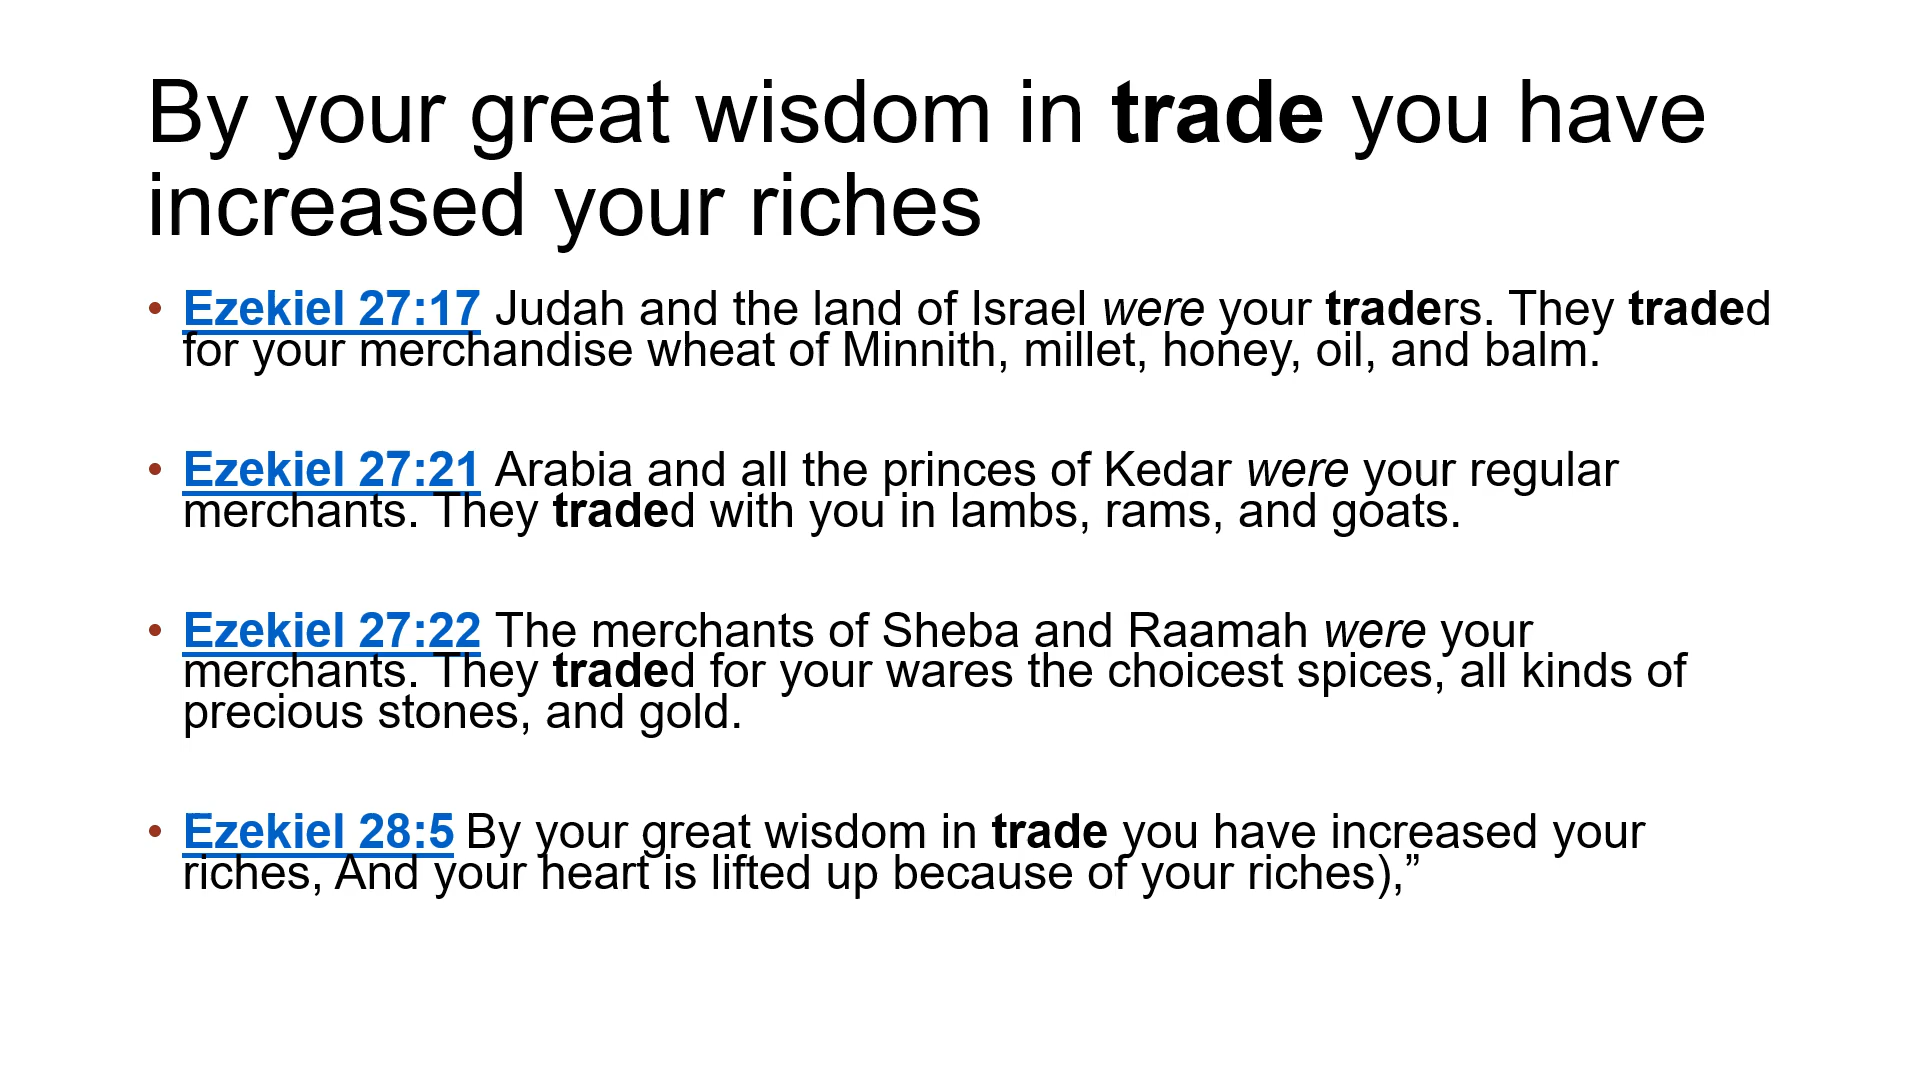 By your great wisdom in trade you have
increased your riches
• Ezekiel 27:17 Judah and the land of Israel were your traders. They traded
for your merchandise wheat of Minnith, millet, honey, oil, and balm.
• Ezekiel 27:21 Arabia and all the princes of Kedar were your regular
merchants. They traded with you in lambs, rams, and goats.
• Ezekiel 27:22 The merchants of Sheba and Raamah were your
merchants. They traded for your wares the choicest spices, all kinds of
precious stones, and gold.
• Ezekiel 28:5 By your great wisdom in trade you have increased your
riches, And your heart is lifted up because of your riches),”